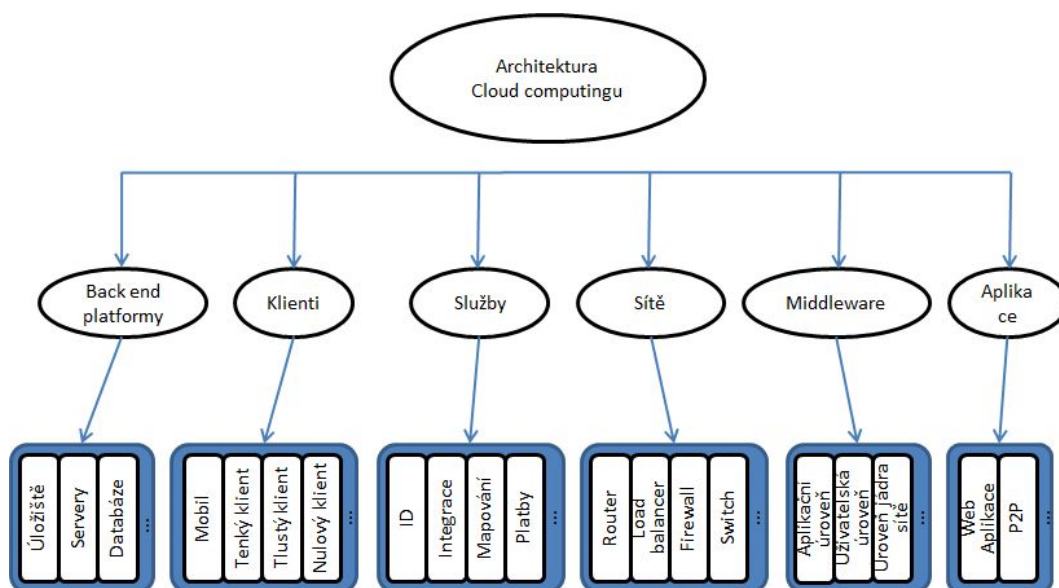 Architektura
Cloud computingu
Back end
platformy
Klienti
Služby
Sítě
Middleware
Aplika
ce
Úložiště
Servery
Databáze
...
Mobil
Tenký klient
Tlustý klient
Nulový klient
...
ID
Integrace
Mapování
Platby
...
Router
Load
balancer
Firewall
Switch
...
Aplikační
úroveň
Uživatelská
úroveň
Úroveň jádra
sítě
...
Web
Aplikace
P2P
...